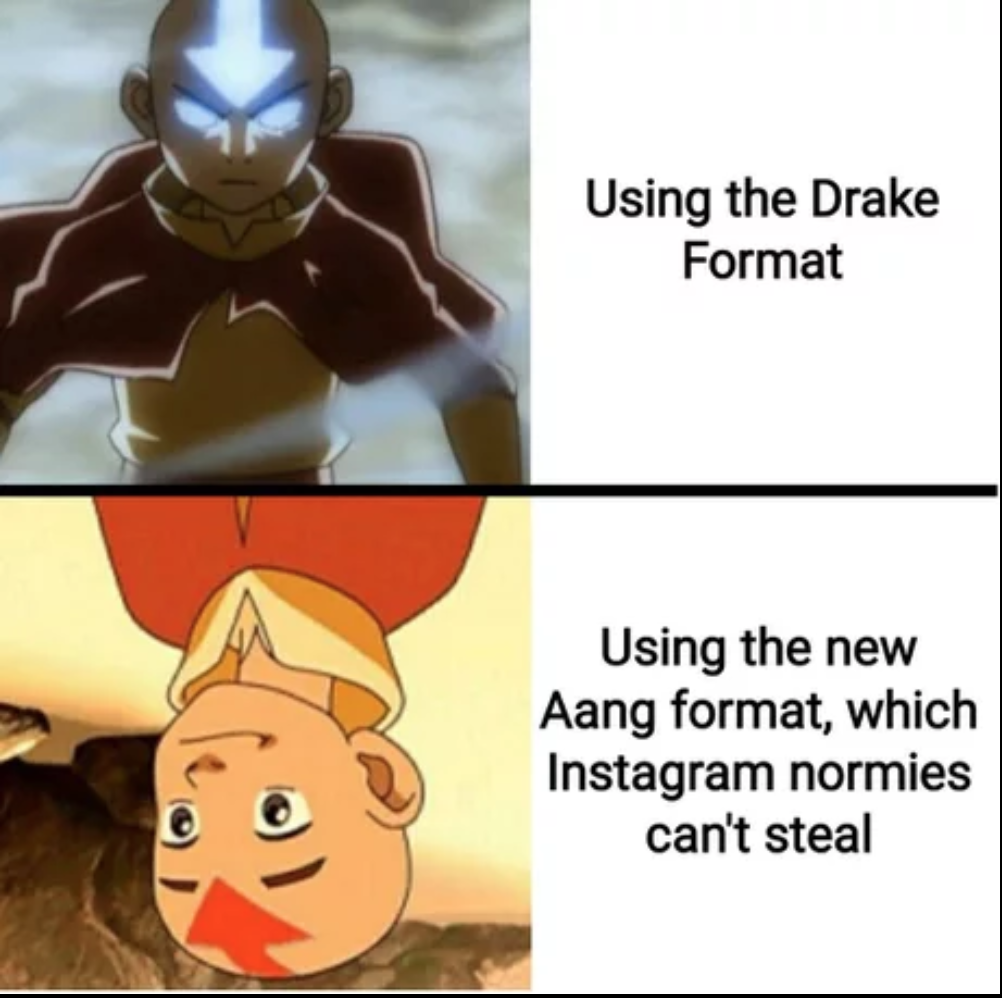 Using the Drake
Format
Using the new
Aang format, which
Instagram normies
can't steal